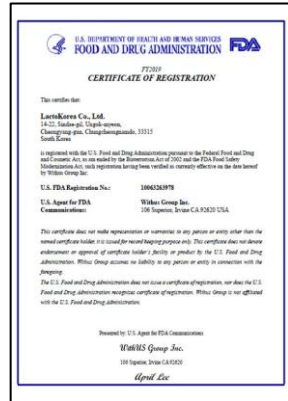 U.S. DEPARTMENT OF HEALTH AND HUMAN SERVICES
FOOD AND DRUG ADMINISTRATION
FDA
FY2019
CERTIFICATE OF REGISTRATION
This certifies that:
LactoKorea Co., Ltd.
South Korea
is registered with the U.S. Food and Drug Administration pursuant to the Federal Food and Drug
and Cosmetic Act, as amended by the Bioterrorism Act of 2002 and the FDA Food Safety
Modernization Act, such registration having been verified as currently effective on the date hereof
by Withus Group Inc:
U.S. FDA Registration No.: 10063263978
U.S. Agent for FDA Withus Group Inc.
Communications: 106 Superior, Irvine CA 92620 USA
This certificate does not make representation or warranties to any person or entity other than the
named certificate holder, it is issued for record keeping purpose only. This certificate does not denote
endorsement or approval of certificate holder's facility or product by the U.S. Food and Drug
Administration. Withus Group assumes no liability to any person or entity in connection with the
foregoing.
The U.S. Food and Drug Administration does not issue a certificate of registration, nor does the U.S.
Food and Drug Administration recognize certificate of registration. Withus Group is not affiliated
with the U.S. Food and Drug Administration.
Presented by: U.S. Agent for FDA Communications
WithUS Group Inc.
106 Superior, Irvine CA 92620
April Lee